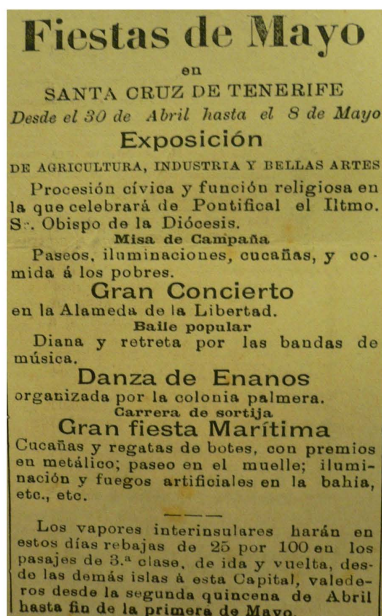 Fiestas de Mayo
en
SANTA CRUZ DE TENERIFE
Desde el 30 de Abril hasta el 8 de Mayo
Exposición
DE AGRICULTURA, INDUSTRIA Y BELLAS ARTES
Procesión cívica y función religiosa en
la que celebrará de Pontifical el Iltmo.
Sr. Obispo de la Diócesis.
Misa de Campaña
Paseos, iluminaciones, cucañas, y co-
mida á los pobres.
Gran Concierto
en la Alameda de la Libertad.
Baile popular
Diana y retreta por las bandas de
música.
Danza de Enanos
organizada por la colonia palmera.
Carrera de sortija
Gran fiesta Marítima
Cucañas y regatas de botes, con premios
en metálico; paseo en el muelle; ilumi-
nación y fuegos artificiales en la bahía,
etc., etc.
Los vapores interinsulares harán en
estos días rebajas de 25 por 100 en los
pasajes de 3.ª clase, de ida y vuelta, des-
de las demás islas á esta Capital, valede-
ros desde la segunda quincena de Abril
hasta fin de la primera de Mayo.